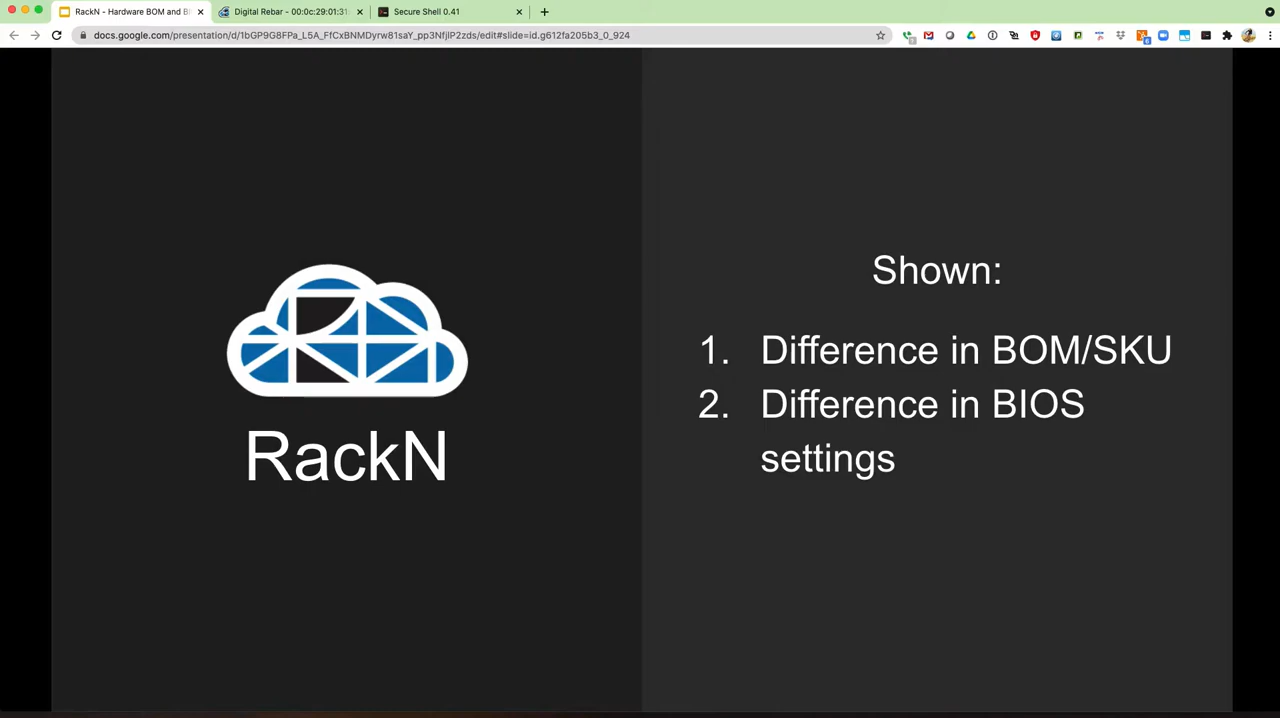 RackN - Hardware BOM and B
Digital Rebar - 00:0c:29:01:31
Secure Shell 0.41
docs.google.com/presentation/d/1bGP9G8FPa_L5A_FfCxBNMDyrw81saY_pp3NfjlP2zds/edit#slide=id.g612fa205b3_0_924
RackN
Shown:
1. Difference in BOM/SKU
2. Difference in BIOS
settings